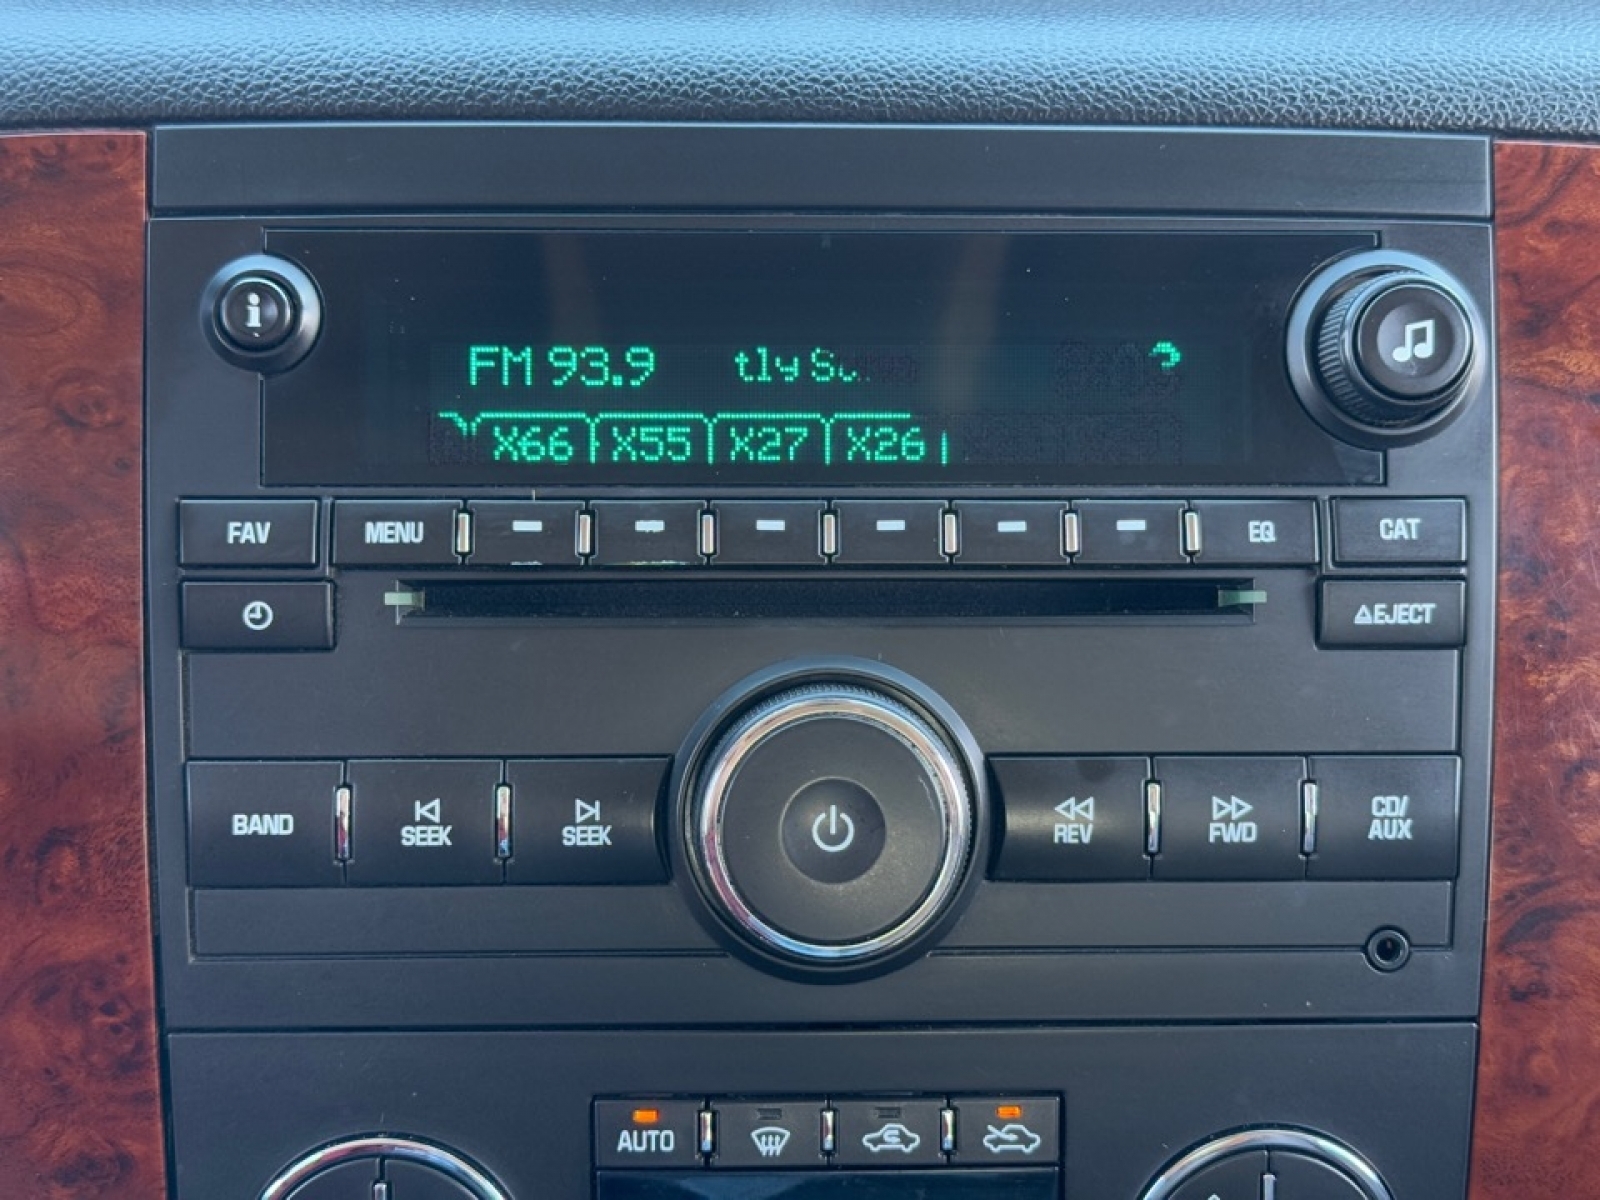 i
FM 93.9 tly
X66 X55 X27 X26
FAV MENU EQ CAT
EJECT
BAND SEEK SEEK REV FWD CD/
AUX
AUTO